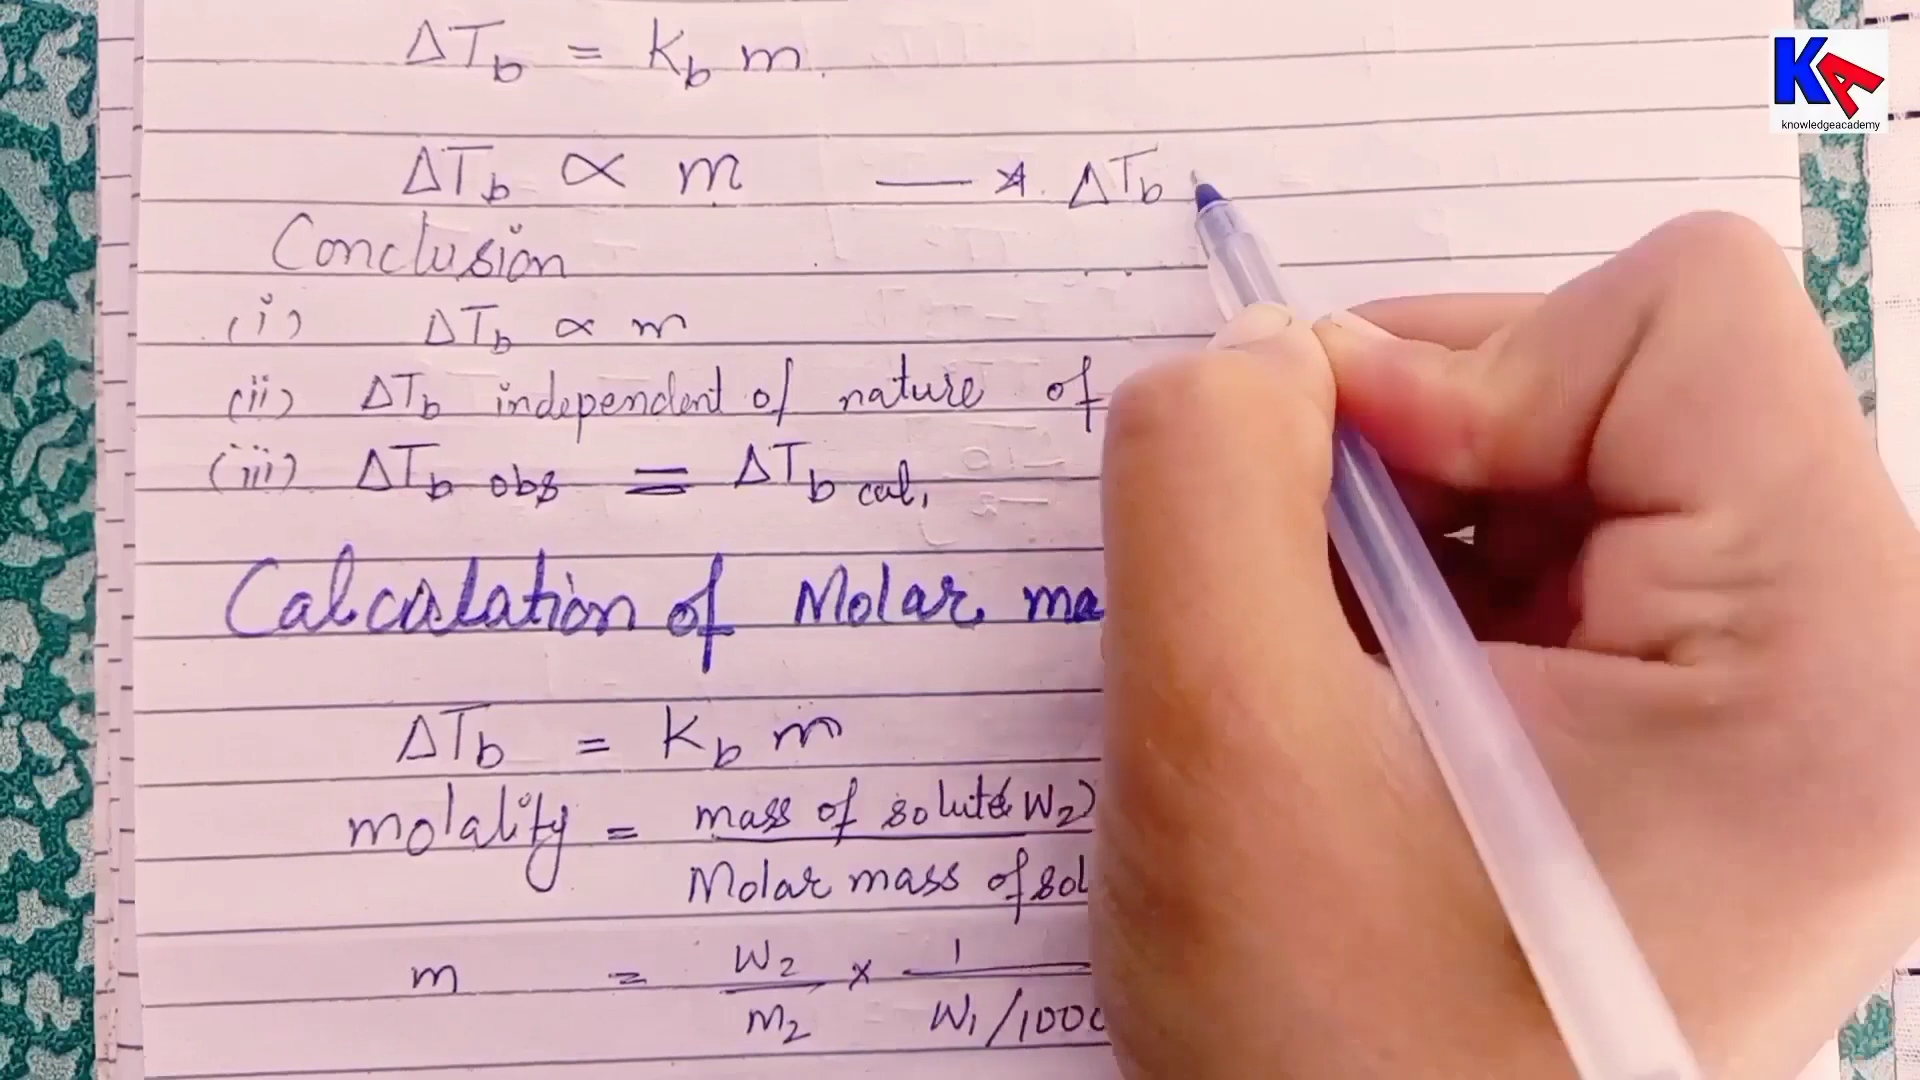 ΔTb = Kb m.
KA
knowledgeacademy
ΔTb ∝ m — ΔTb
Conclusion
(i) ΔTb ∝ m
(ii) ΔTb independent of nature of
(iii) ΔTb obs = ΔTb cal.
Calculation of Molar ma
ΔTb = Kb m
molality = mass of solute(W2)
Molar mass of sol
m = W2 × 1
m2 W1/1000